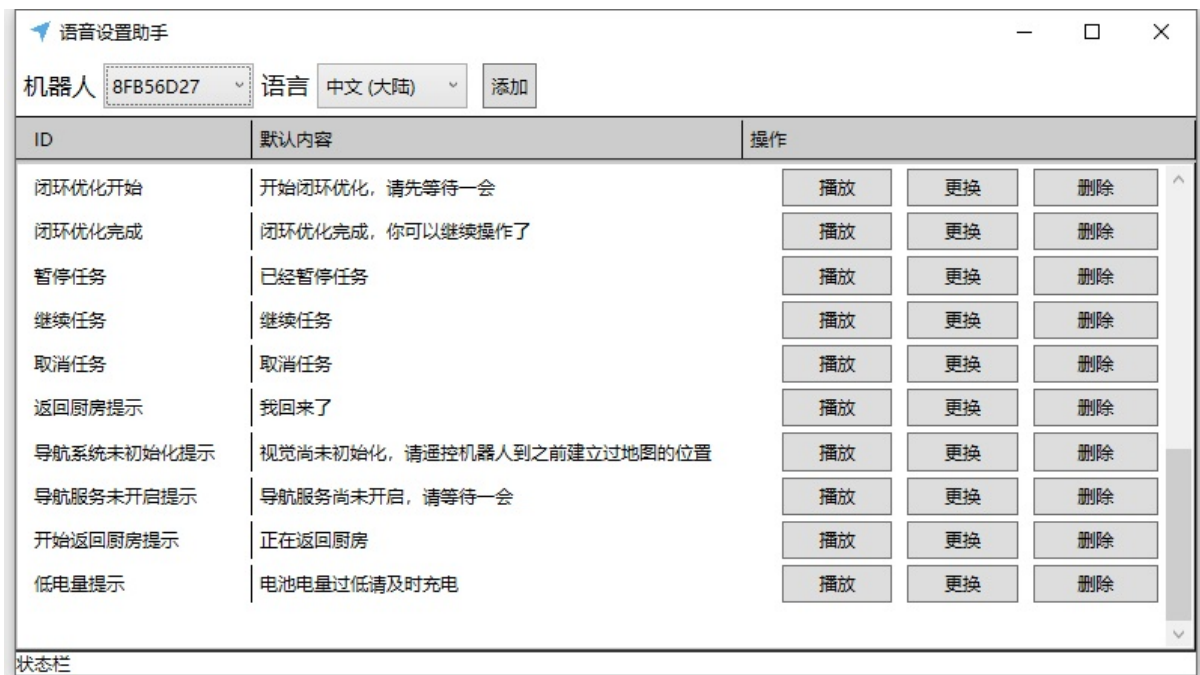 语音设置助手
机器人 8FB56D27 语言 中文 (大陆) 添加
ID 默认内容 操作
闭环优化开始 开始闭环优化，请先等待一会 播放 更换 删除
闭环优化完成 闭环优化完成，你可以继续操作了 播放 更换 删除
暂停任务 已经暂停任务 播放 更换 删除
继续任务 继续任务 播放 更换 删除
取消任务 取消任务 播放 更换 删除
返回厨房提示 我回来了 播放 更换 删除
导航系统未初始化提示 视觉尚未初始化，请遥控机器人到之前建立过地图的位置 播放 更换 删除
导航服务未开启提示 导航服务尚未开启，请等待一会 播放 更换 删除
开始返回厨房提示 正在返回厨房 播放 更换 删除
低电量提示 电池电量过低请及时充电 播放 更换 删除
状态栏